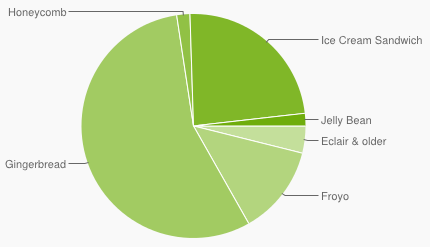 Honeycomb
Ice Cream Sandwich
Jelly Bean
Eclair & older
Gingerbread
Froyo